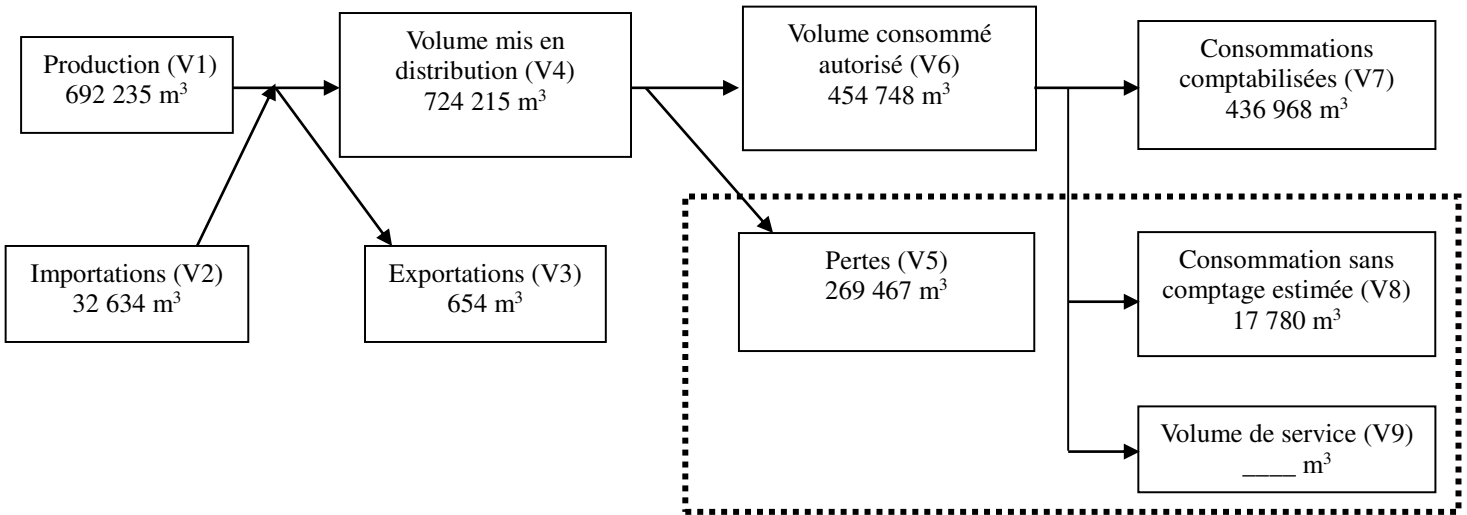 Production (V1)
692 235 m³
Volume mis en
distribution (V4)
724 215 m³
Volume consommé
autorisé (V6)
454 748 m³
Consommations
comptabilisées (V7)
436 968 m³
Importations (V2)
32 634 m³
Exportations (V3)
654 m³
Pertes (V5)
269 467 m³
Consommation sans
comptage estimée (V8)
17 780 m³
Volume de service (V9)
____ m³